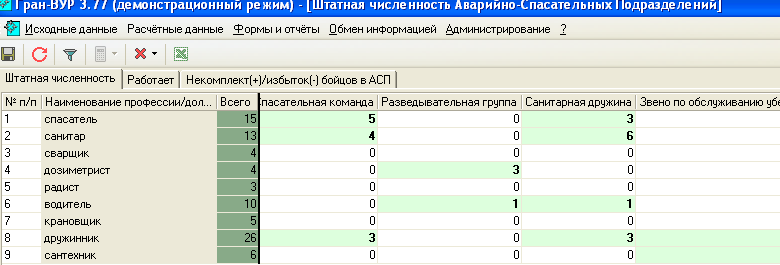 Гран-ВУР 3.77 (демонстрационный режим) - [Штатная численность Аварийно-Спасательных Подразделений]
Исходные данные Расчётные данные Формы и отчёты Обмен информацией Администрирование ?
Штатная численность Работает Некомплект(+)/избыток(-) бойцов в АСП
№ п/п Наименование профессии/дол... Всего Спасательная команда Разведывательная группа Санитарная дружина Звено по обслуживанию убе
1 спасатель 15 5 0 3
2 санитар 13 4 0 6
3 сварщик 4 0 0 0
4 дозиметрист 4 0 3 0
5 радист 3 0 0 0
6 водитель 10 0 1 1
7 крановщик 5 0 0 0
8 дружинник 26 3 0 3
9 сантехник 6 0 0 0